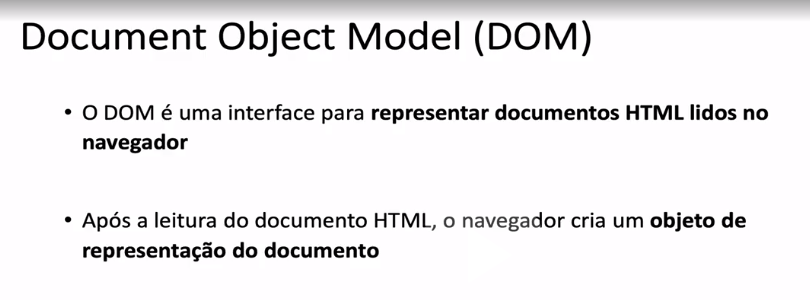 Document Object Model (DOM)
• O DOM é uma interface para representar documentos HTML lidos no
navegador
• Após a leitura do documento HTML, o navegador cria um objeto de
representação do documento